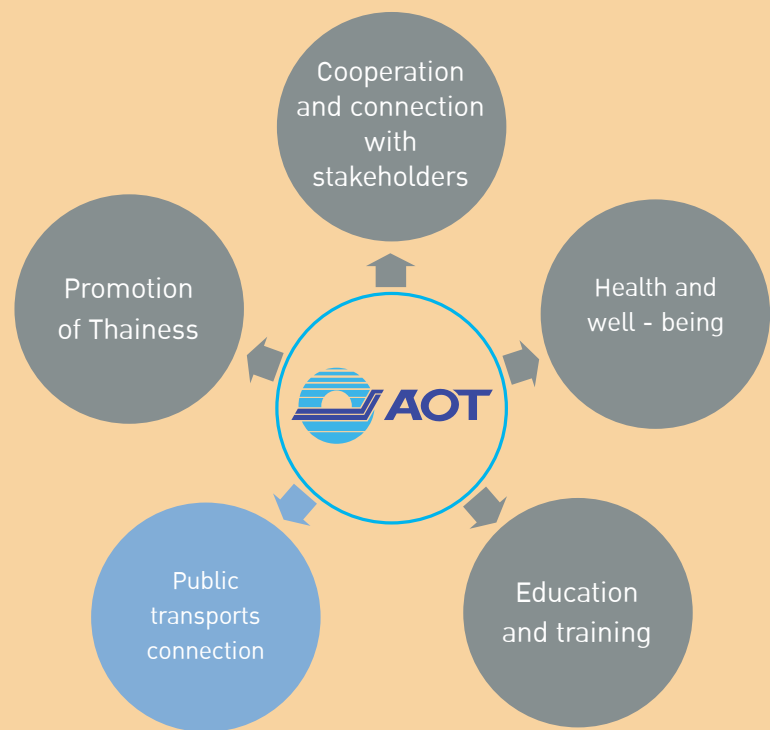 Cooperation
and connection
with
stakeholders
Promotion
of Thainess
Health and
well - being
AOT
Public
transports
connection
Education
and training